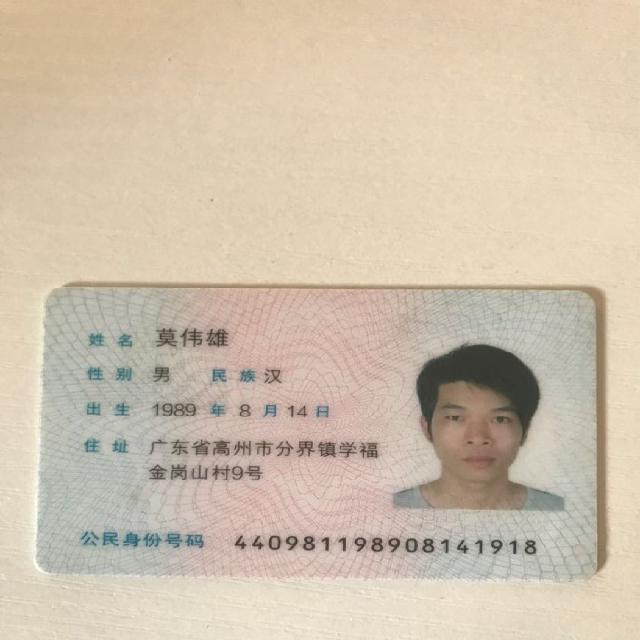 姓名 莫伟雄
性别 男 民族 汉
出生 1989 年 8 月 14 日
住址 广东省高州市分界镇学福
金岗山村9号
公民身份号码 440981198908141918